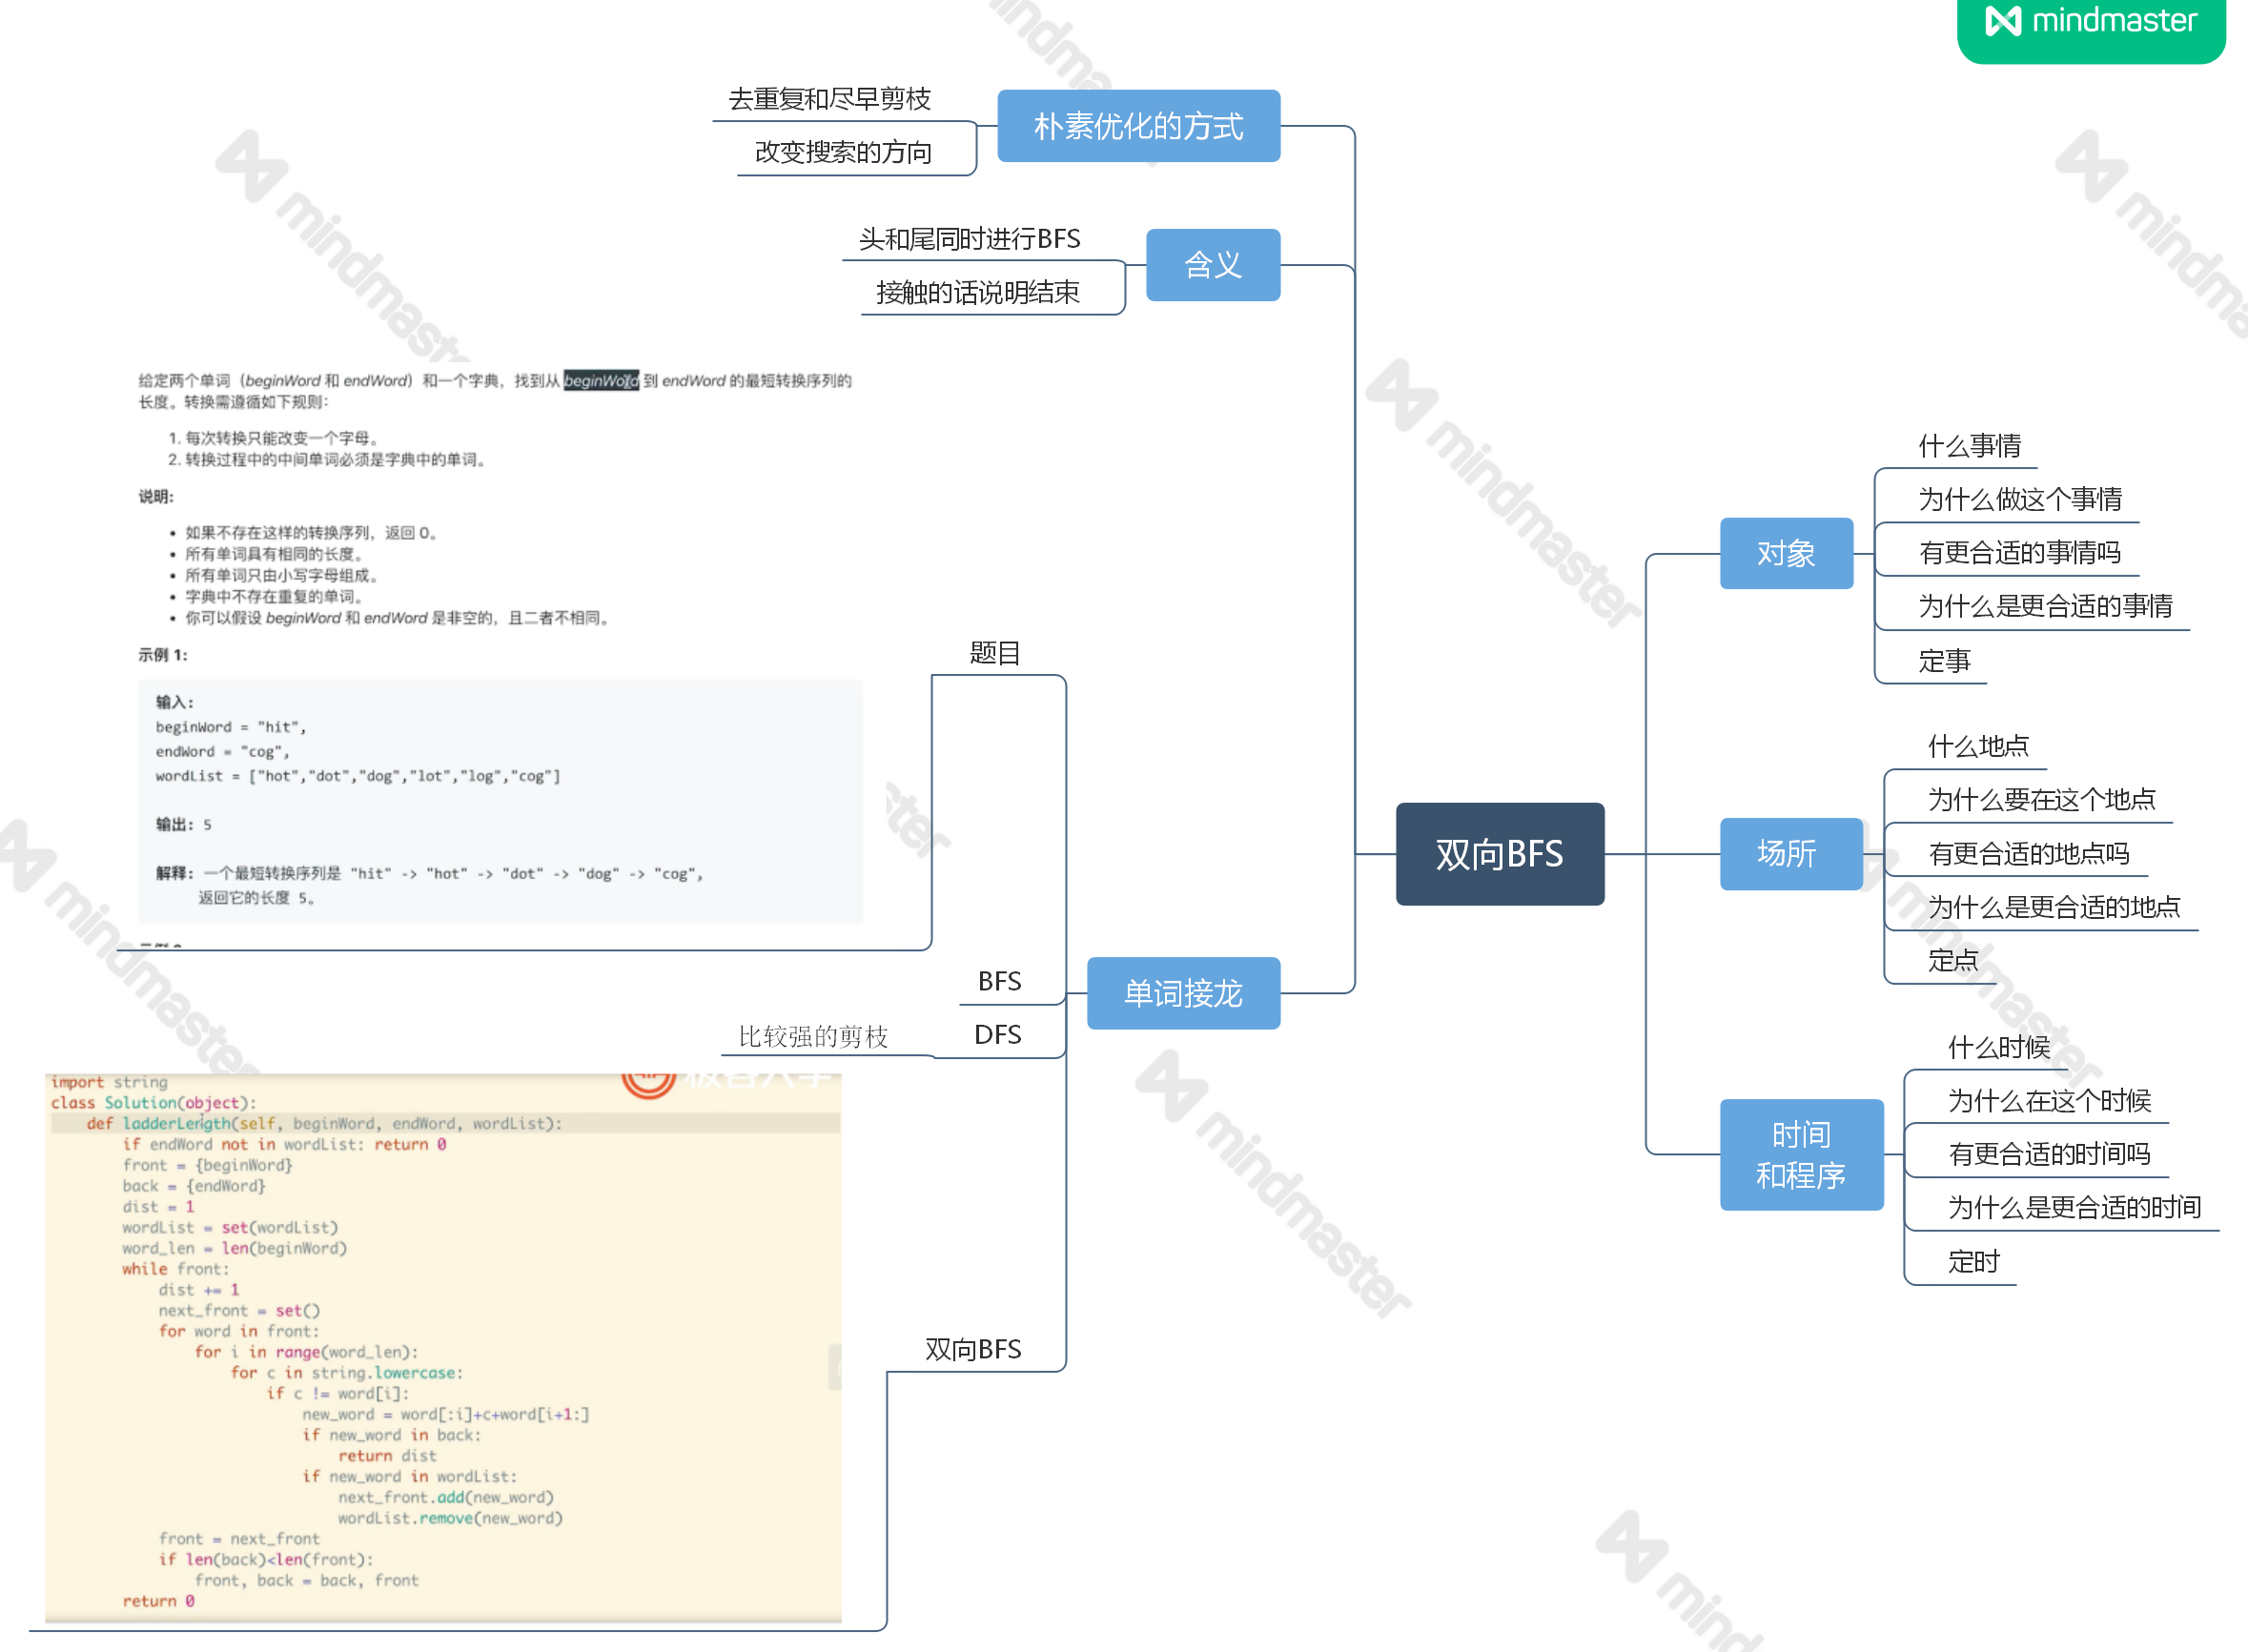 mindmaster
去重复和尽早剪枝
改变搜索的方向
朴素优化的方式
头和尾同时进行BFS
接触的话说明结束
含义
给定两个单词（beginWord 和 endWord）和一个字典，找到从 beginWord 到 endWord 的最短转换序列的
长度。转换需遵循如下规则：
1. 每次转换只能改变一个字母。
2. 转换过程中的中间单词必须是字典中的单词。
说明:
• 如果不存在这样的转换序列，返回 0。
• 所有单词具有相同的长度。
• 所有单词只由小写字母组成。
• 字典中不存在重复的单词。
• 你可以假设 beginWord 和 endWord 是非空的，且二者不相同。
示例 1:
输入:
beginWord = "hit",
endWord = "cog",
wordList = ["hot","dot","dog","lot","log","cog"]
输出: 5
解释: 一个最短转换序列是 "hit" -> "hot" -> "dot" -> "dog" -> "cog",
返回它的长度 5。
题目
BFS
比较强的剪枝
DFS
单词接龙
import string
class Solution(object):
    def ladderLength(self, beginWord, endWord, wordList):
        if endWord not in wordList: return 0
        front = {beginWord}
        back = {endWord}
        dist = 1
        wordList = set(wordList)
        word_len = len(beginWord)
        while front:
            dist += 1
            next_front = set()
            for word in front:
                for i in range(word_len):
                    for c in string.lowercase:
                        if c != word[i]:
                            new_word = word[:i]+c+word[i+1:]
                            if new_word in back:
                                return dist
                            if new_word in wordList:
                                next_front.add(new_word)
                                wordList.remove(new_word)
            front = next_front
            if len(back)<len(front):
                front, back = back, front
        return 0
双向BFS
双向BFS
对象
什么事情
为什么做这个事情
有更合适的事情吗
为什么是更合适的事情
定事
场所
什么地点
为什么要在这个地点
有更合适的地点吗
为什么是更合适的地点
定点
时间
和程序
什么时候
为什么在这个时候
有更合适的时间吗
为什么是更合适的时间
定时
mindmaster
mindmaster
mindmaster
mindmaster